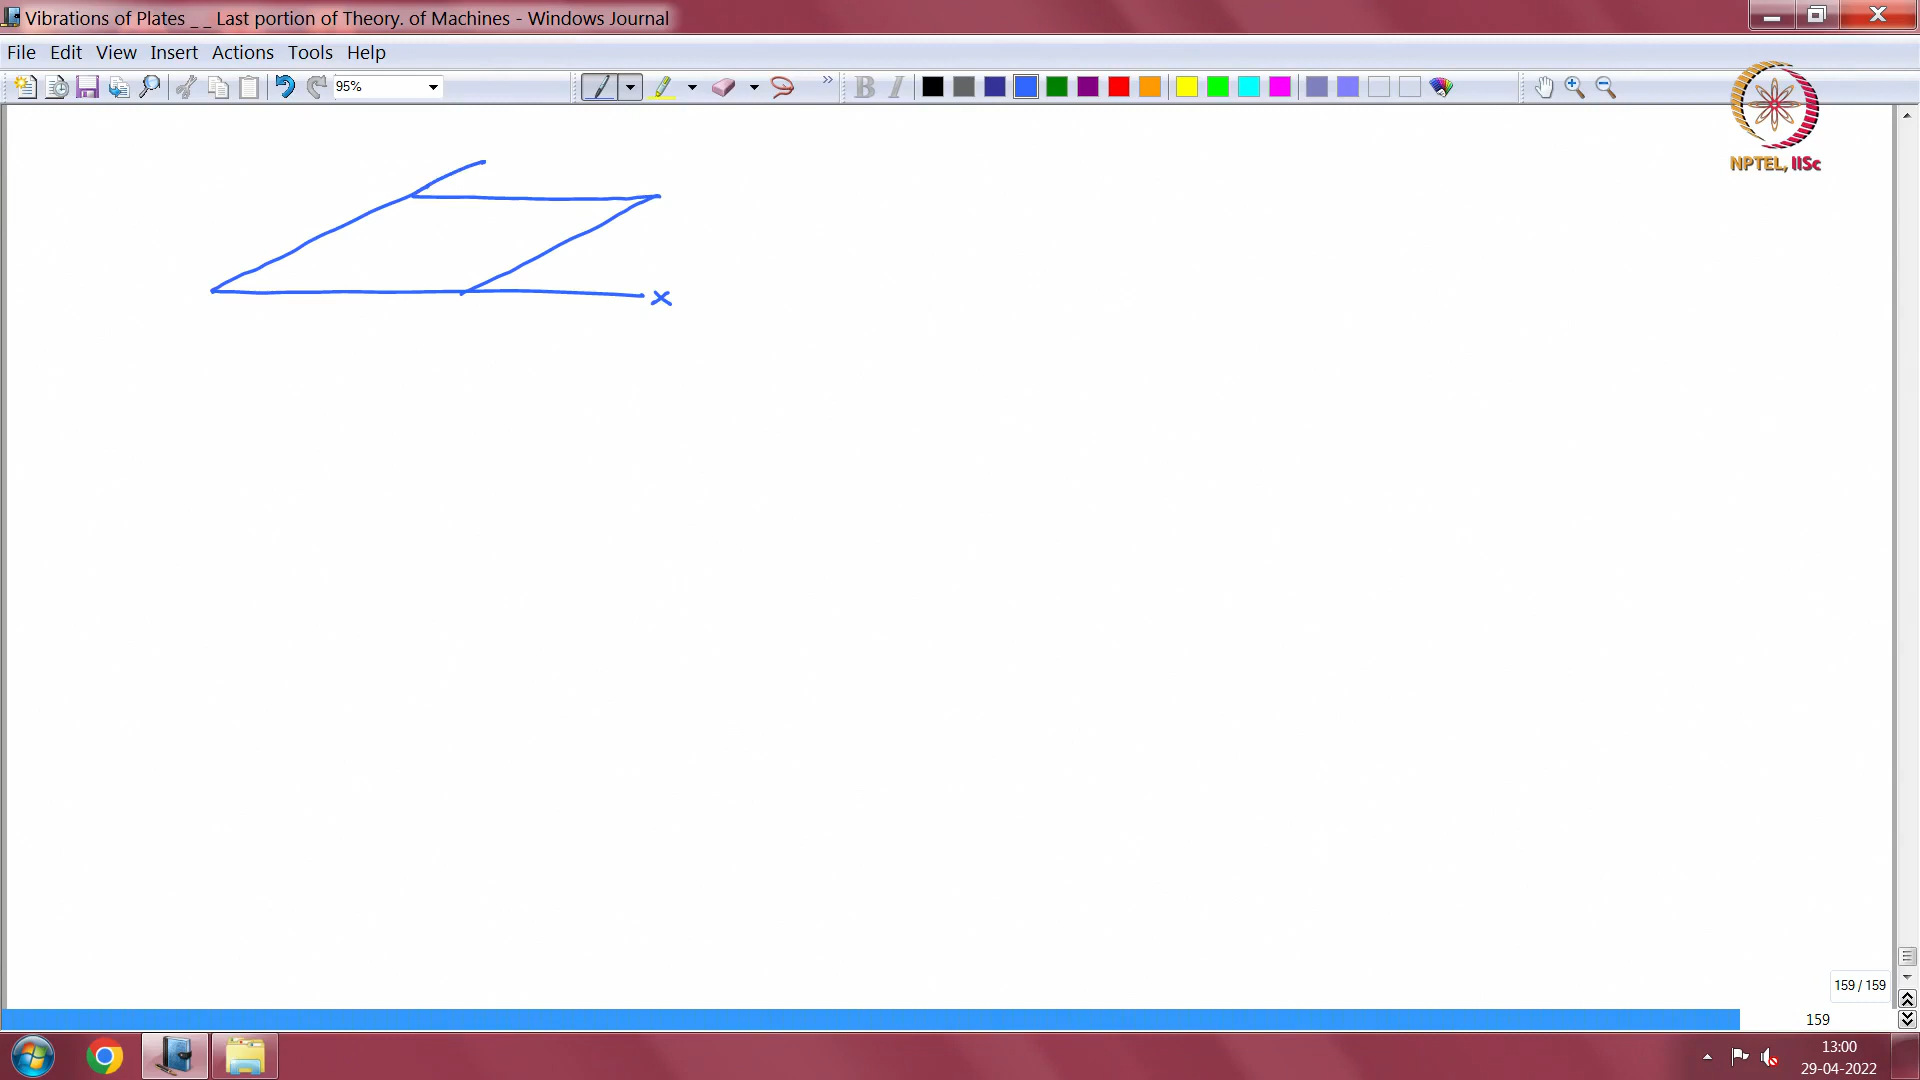 Vibrations of Plates _ _ Last portion of Theory. of Machines - Windows Journal
File Edit View Insert Actions Tools Help
95%
B I
NPTEL, IISc
x
159 / 159
159
13:00
29-04-2022